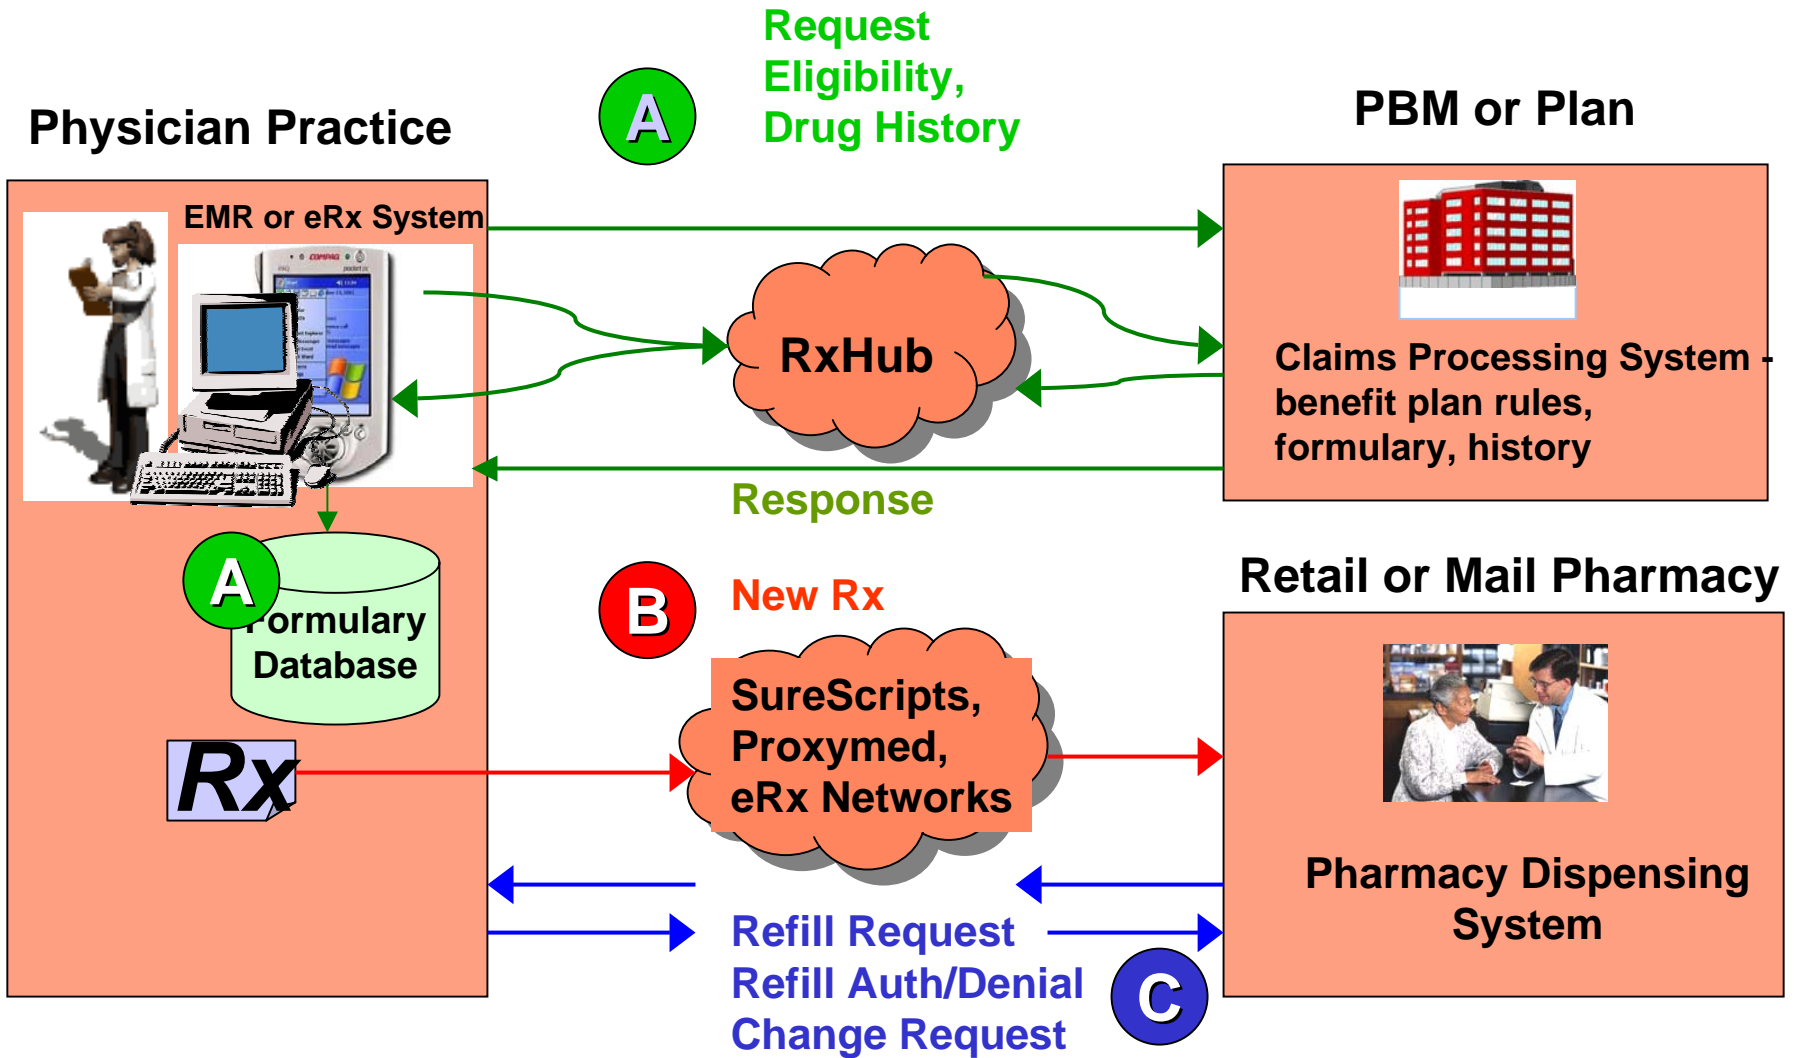 Request
Eligibility,
Drug History
A
Physician Practice
PBM or Plan
EMR or eRx System
COMPAQ
RxHub
Claims Processing System -
benefit plan rules,
formulary, history
Response
A
Formulary
Database
B
New Rx
Retail or Mail Pharmacy
SureScripts,
Proxymed,
eRx Networks
Rx
Pharmacy Dispensing
System
Refill Request
Refill Auth/Denial
Change Request
C